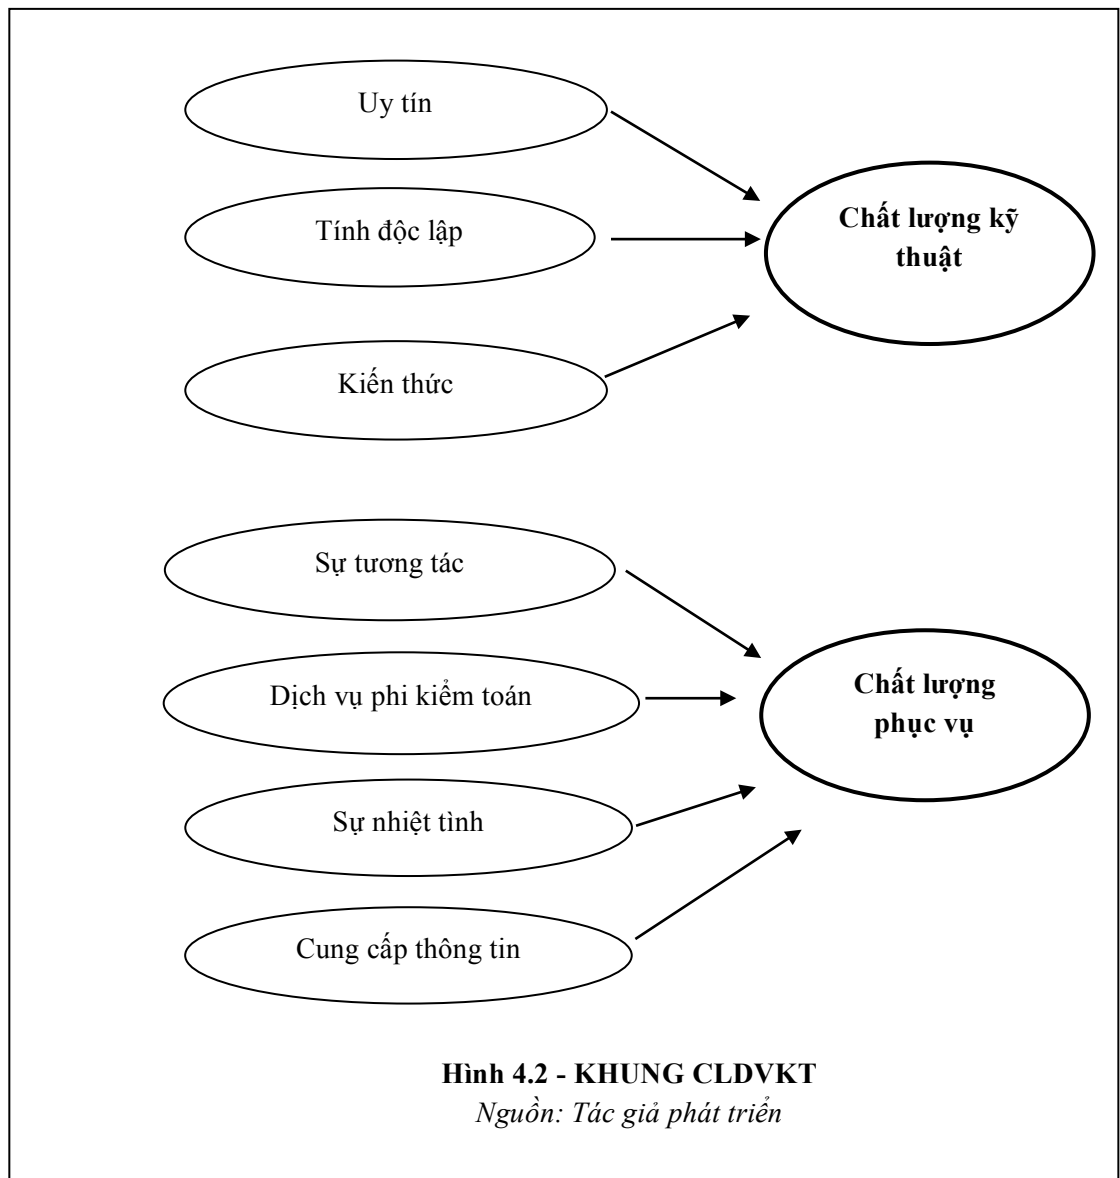 Uy tín
Tính độc lập
Kiến thức
Chất lượng kỹ
thuật
Sự tương tác
Dịch vụ phi kiểm toán
Sự nhiệt tình
Cung cấp thông tin
Chất lượng
phục vụ
Hình 4.2 - KHUNG CLDVKT
Nguồn: Tác giả phát triển